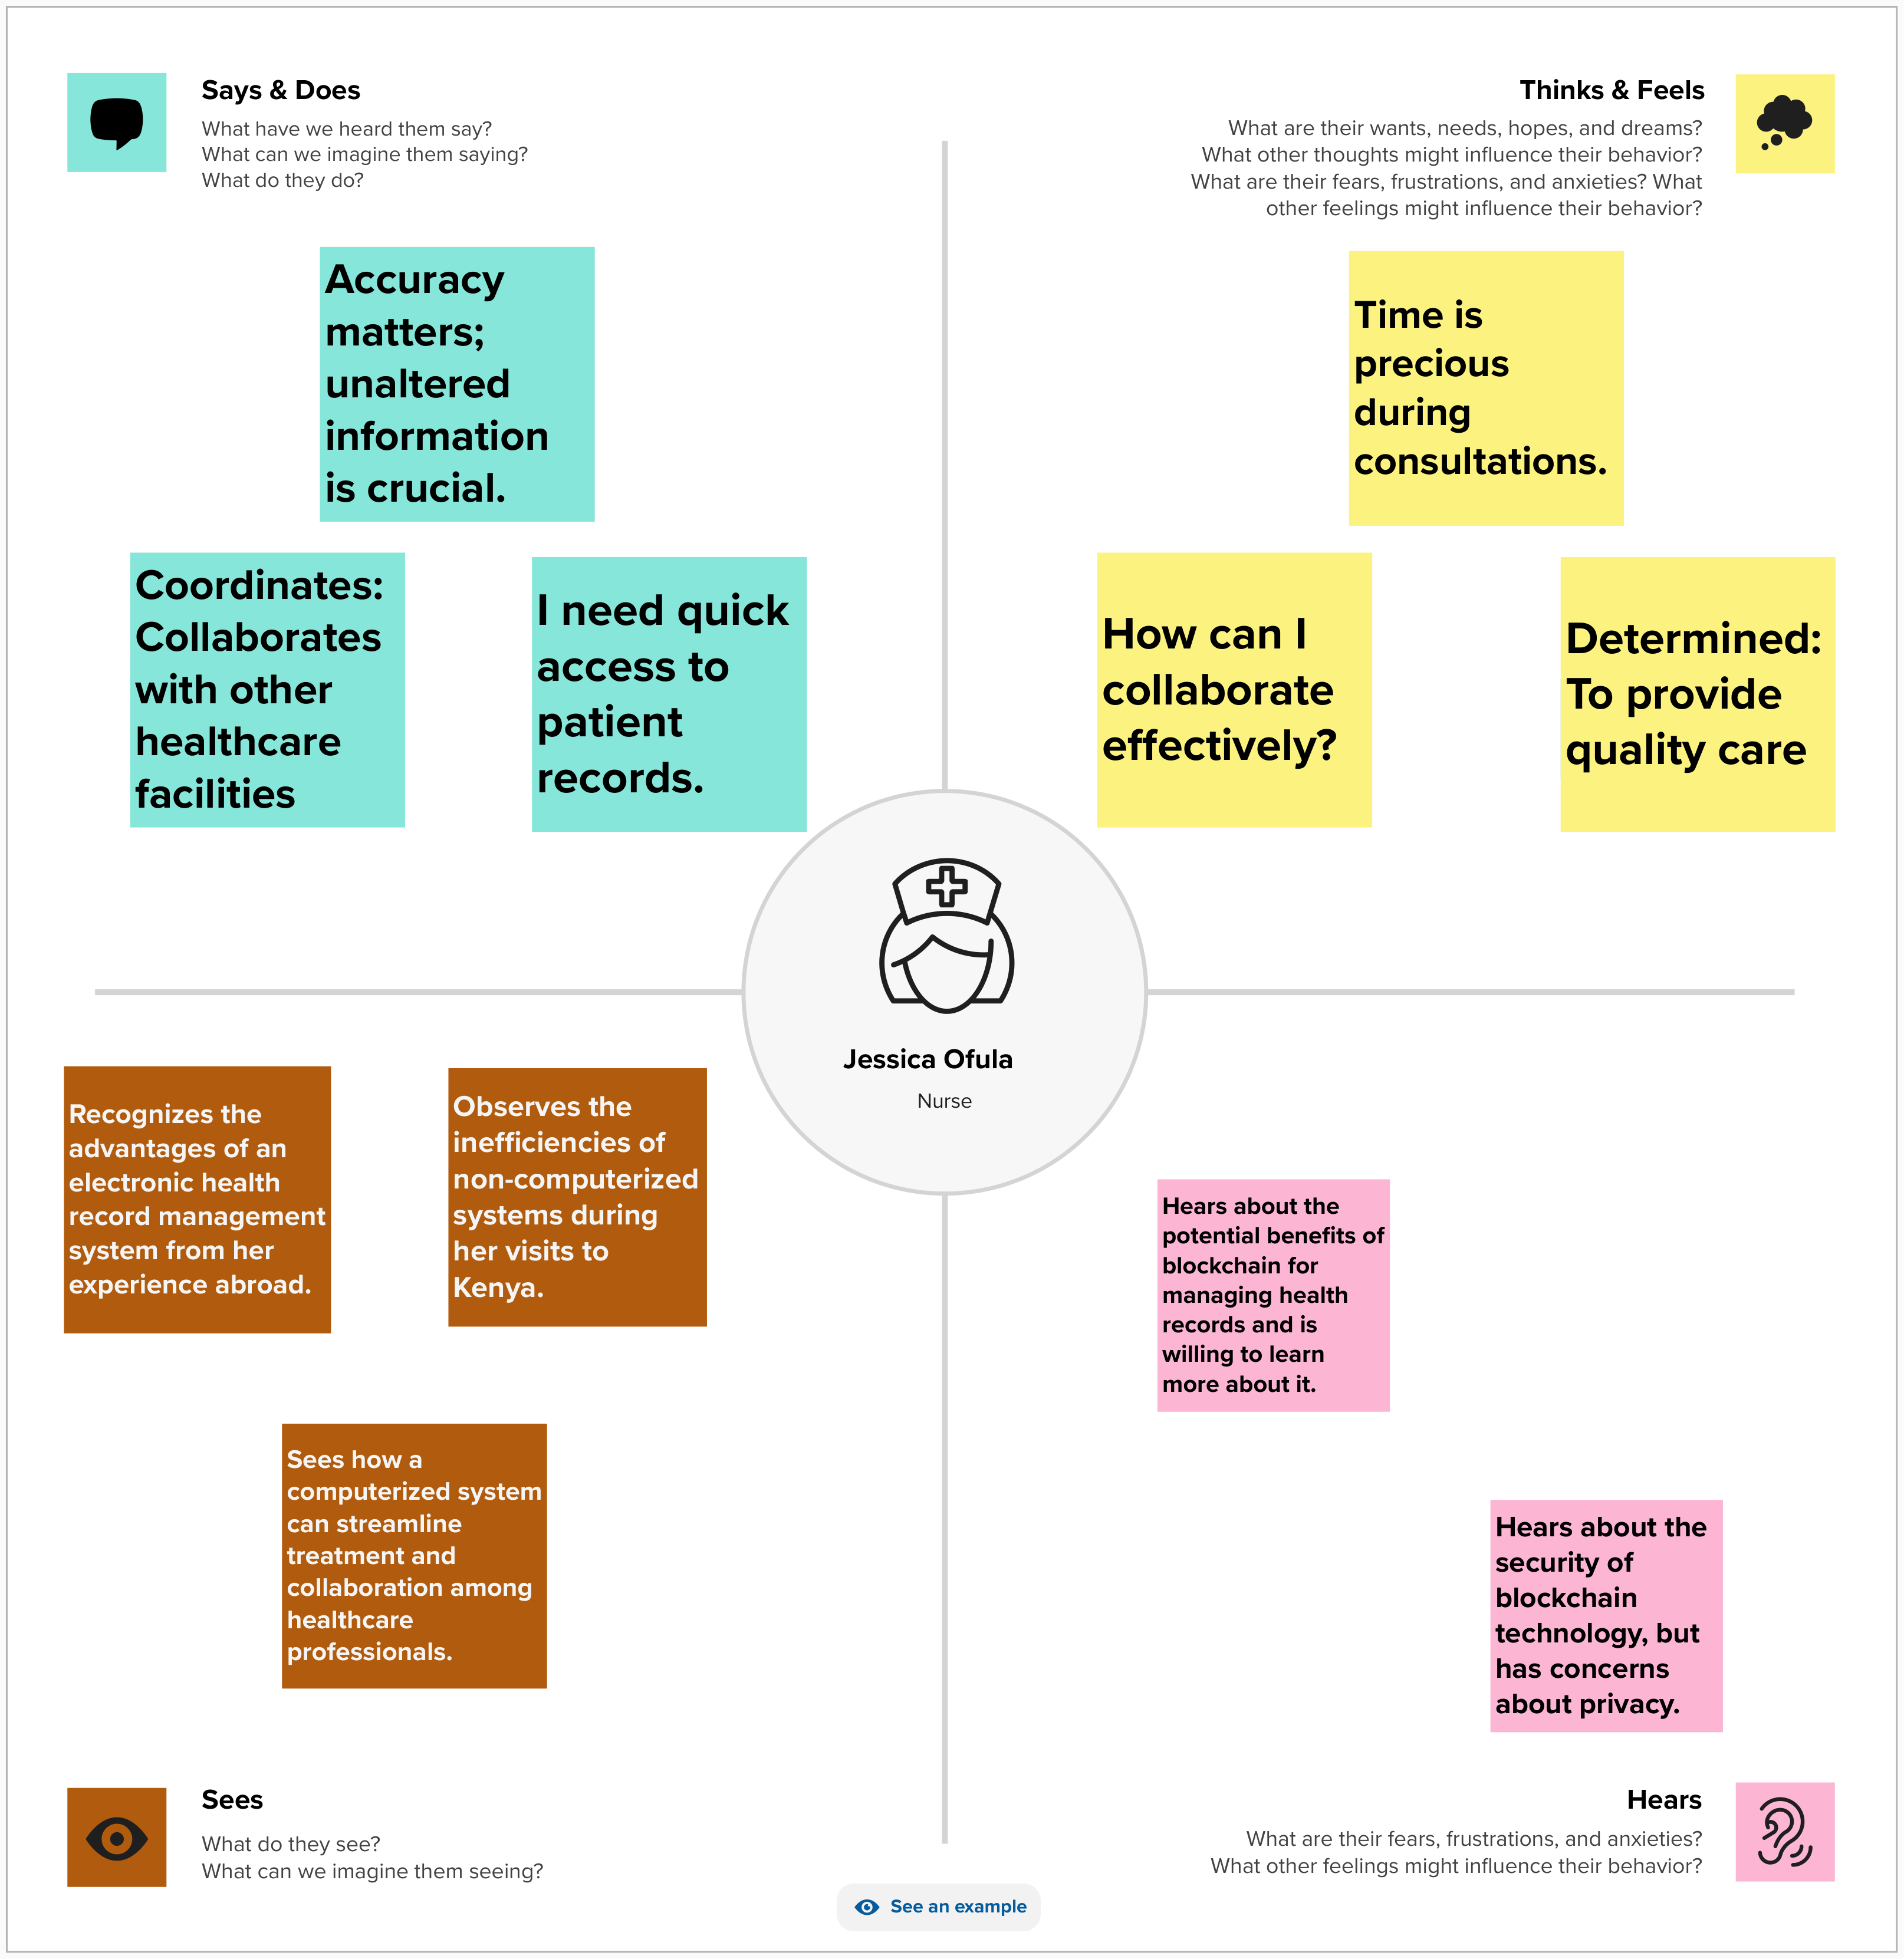 Says & Does
What have we heard them say?
What can we imagine them saying?
What do they do?
Thinks & Feels
What are their wants, needs, hopes, and dreams?
What other thoughts might influence their behavior?
What are their fears, frustrations, and anxieties? What
other feelings might influence their behavior?
Accuracy
matters;
unaltered
information
is crucial.
Coordinates:
Collaborates
with other
healthcare
facilities
I need quick
access to
patient
records.
Time is
precious
during
consultations.
How can I
collaborate
effectively?
Determined:
To provide
quality care
Jessica Ofula
Nurse
Recognizes the
advantages of an
electronic health
record management
system from her
experience abroad.
Observes the
inefficiencies of
non-computerized
systems during
her visits to
Kenya.
Sees how a
computerized system
can streamline
treatment and
collaboration among
healthcare
professionals.
Hears about the
potential benefits of
blockchain for
managing health
records and is
willing to learn
more about it.
Hears about the
security of
blockchain
technology, but
has concerns
about privacy.
Sees
What do they see?
What can we imagine them seeing?
Hears
What are their fears, frustrations, and anxieties?
What other feelings might influence their behavior?
See an example